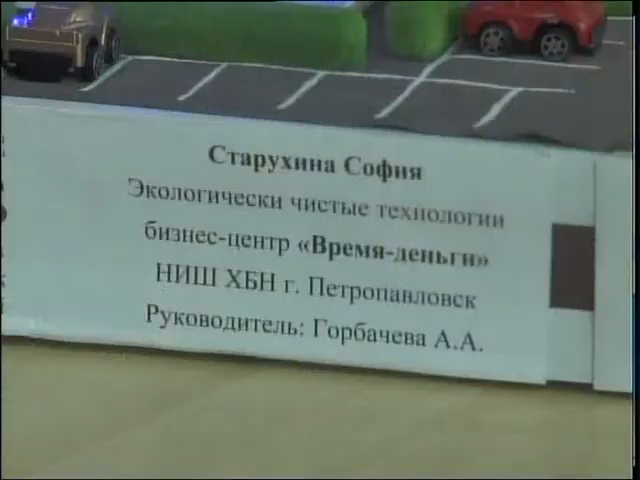 Старухина София
Экологически чистые технологии
бизнес-центр «Время-деньги»
НИШ ХБН г. Петропавловск
Руководитель: Горбачева А.А.